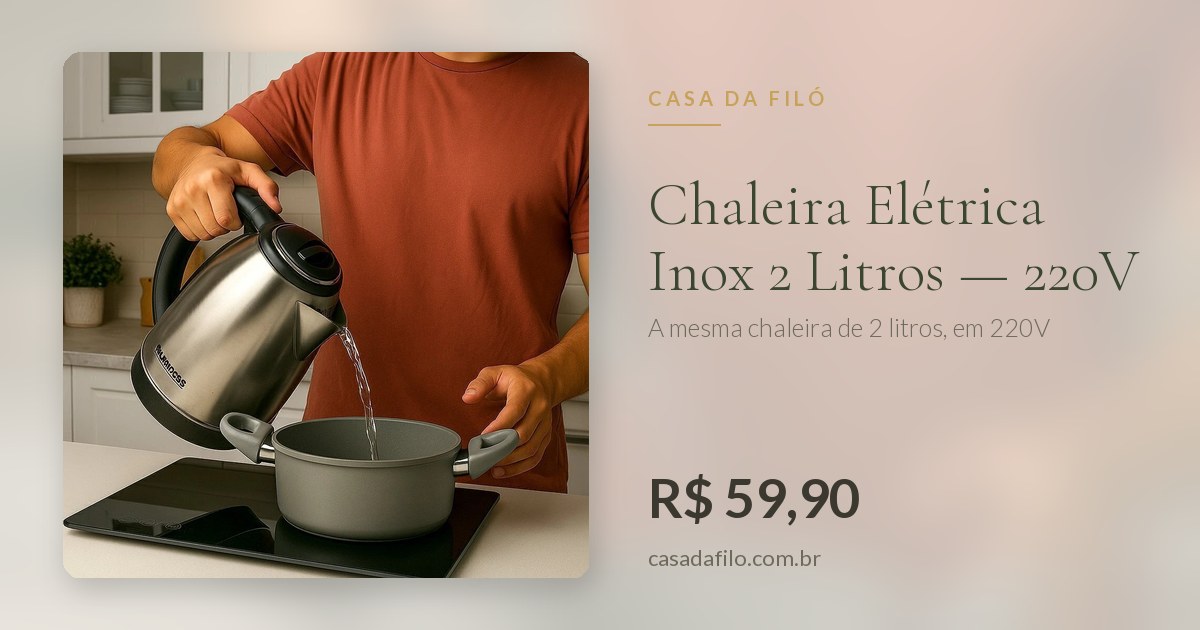 CASA DA FILÓ
Chaleira Elétrica
Inox 2 Litros — 220V
A mesma chaleira de 2 litros, em 220V
R$ 59,90
casadafilo.com.br